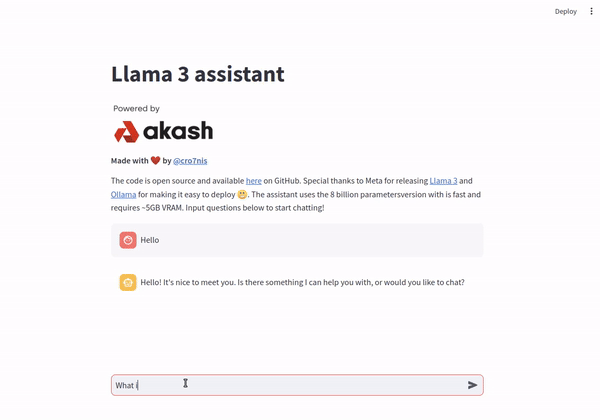 Deploy
Llama 3 assistant
Powered by
akash
Made with ❤️ by @cro7nis
The code is open source and available here on GitHub. Special thanks to Meta for releasing Llama 3 and
Ollama for making it easy to deploy 😬. The assistant uses the 8 billion parametersversion with is fast and
requires ~5GB VRAM. Input questions below to start chatting!
Hello
Hello! It's nice to meet you. Is there something I can help you with, or would you like to chat?
What i